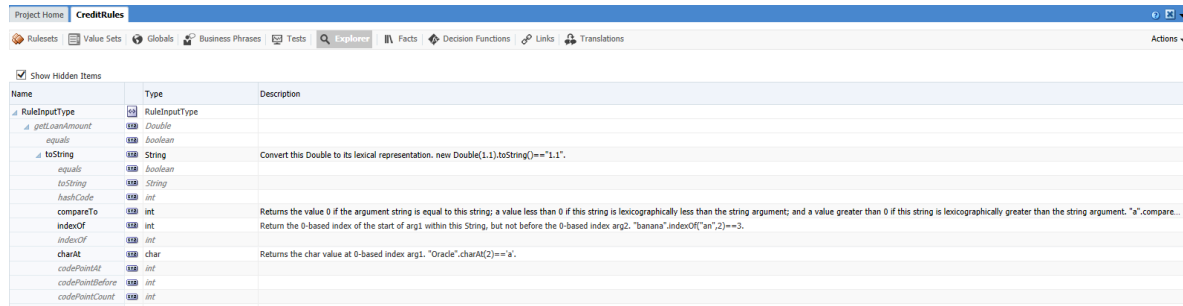 Project Home CreditRules
Rulesets Value Sets Globals Business Phrases Tests Explorer Facts Decision Functions Links Translations Actions
Show Hidden Items
Name Type Description
RuleInputType RuleInputType
getLoanAmount Double
equals boolean
toString String Convert this Double to its lexical representation. new Double(1.1).toString()=="1.1".
equals boolean
toString String
hashCode int
compareTo int Returns the value 0 if the argument string is equal to this string; a value less than 0 if this string is lexicographically less than the string argument; and a value greater than 0 if this string is lexicographically greater than the string argument. "a".compare...
indexOf int Return the 0-based index of the start of arg1 within this String, but not before the 0-based index arg2. "banana".indexOf("an",2)==3.
indexOf int
charAt char Returns the char value at 0-based index arg1. "Oracle".charAt(2)=='a'.
codePointAt int
codePointBefore int
codePointCount int